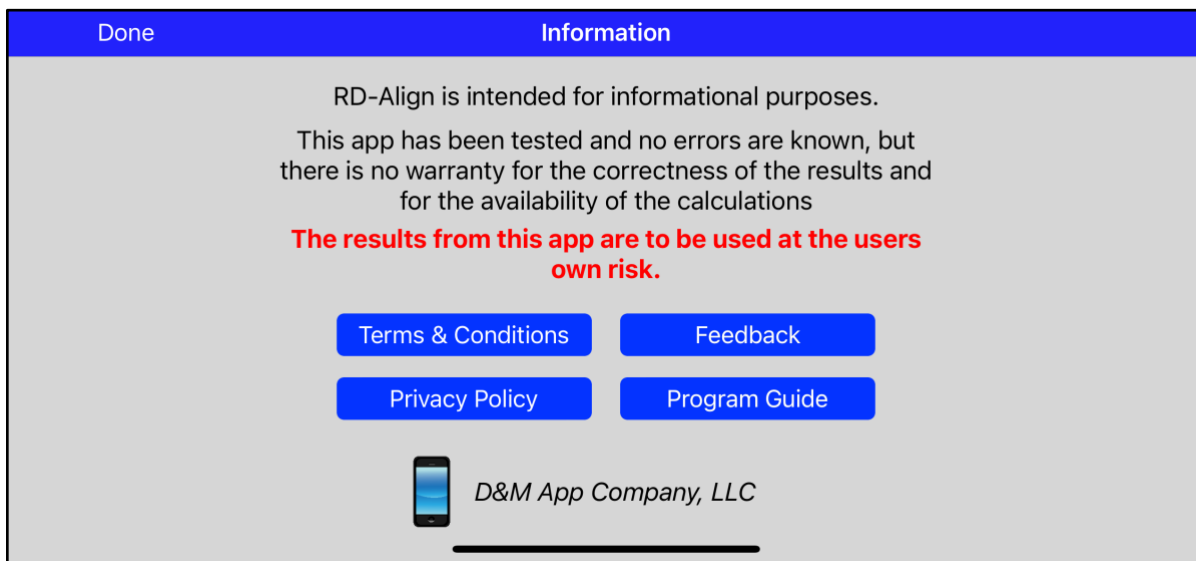 Done
Information
RD-Align is intended for informational purposes.
This app has been tested and no errors are known, but
there is no warranty for the correctness of the results and
for the availability of the calculations
The results from this app are to be used at the users
own risk.
Terms & Conditions
Feedback
Privacy Policy
Program Guide
D&M App Company, LLC